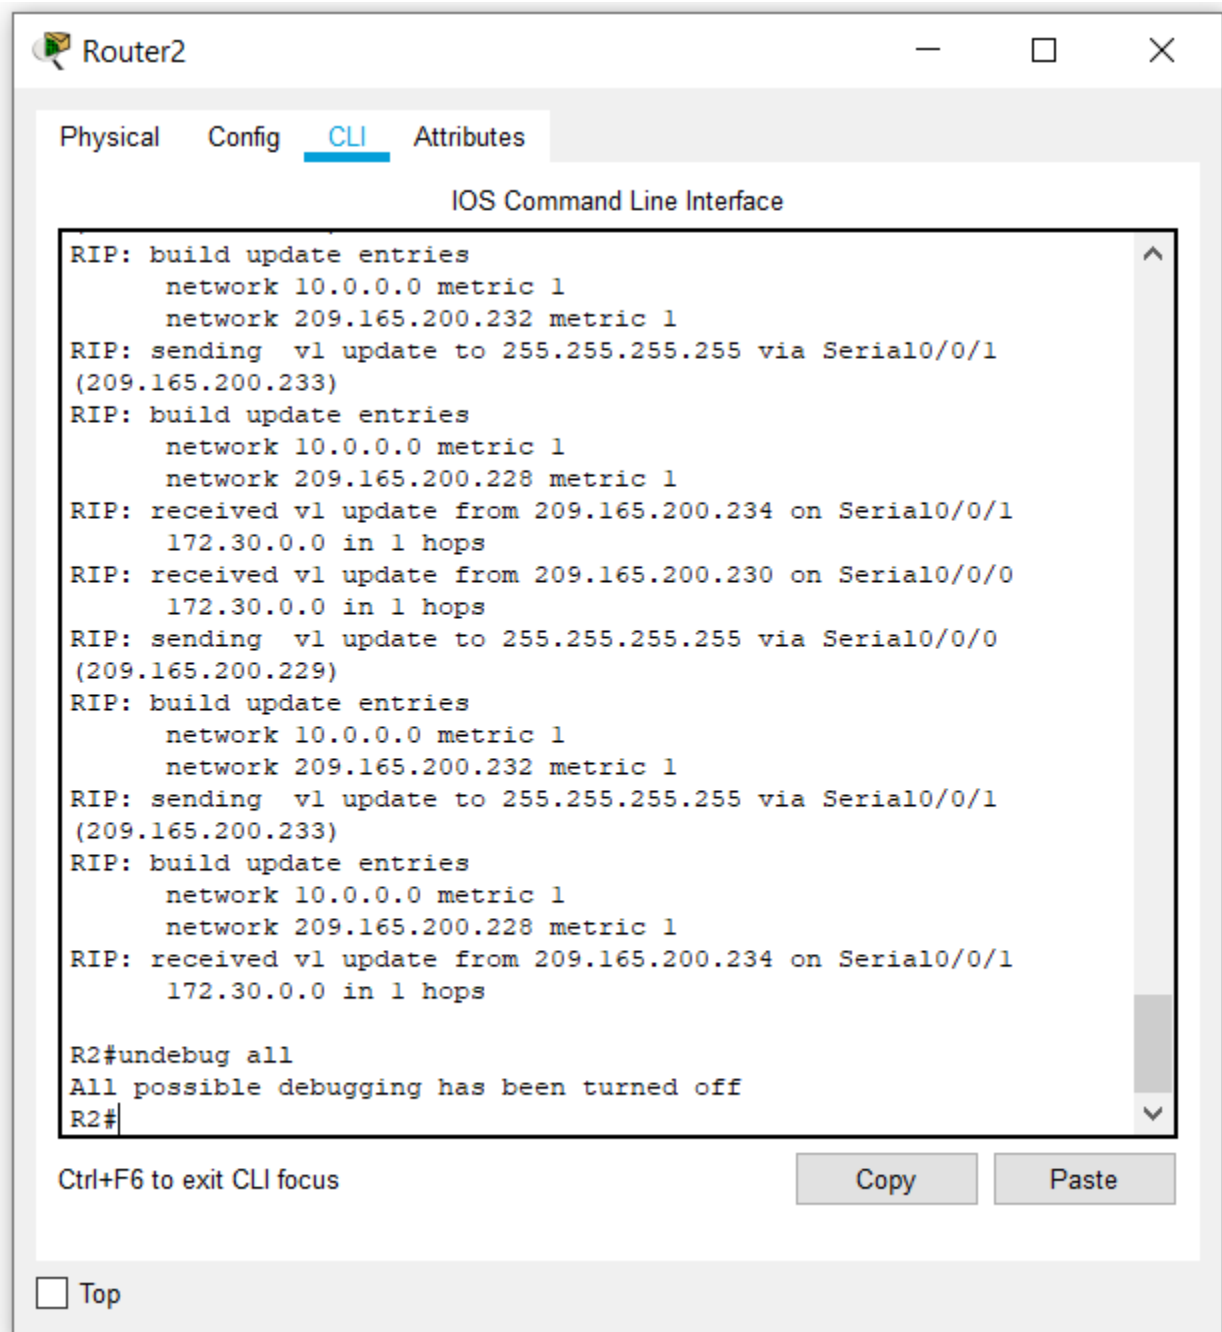 Router2
Physical Config CLI Attributes
IOS Command Line Interface
RIP: build update entries
network 10.0.0.0 metric 1
network 209.165.200.232 metric 1
RIP: sending  v1 update to 255.255.255.255 via Serial0/0/1
(209.165.200.233)
RIP: build update entries
network 10.0.0.0 metric 1
network 209.165.200.228 metric 1
RIP: received v1 update from 209.165.200.234 on Serial0/0/1
172.30.0.0 in 1 hops
RIP: received v1 update from 209.165.200.230 on Serial0/0/0
172.30.0.0 in 1 hops
RIP: sending  v1 update to 255.255.255.255 via Serial0/0/0
(209.165.200.229)
RIP: build update entries
network 10.0.0.0 metric 1
network 209.165.200.232 metric 1
RIP: sending  v1 update to 255.255.255.255 via Serial0/0/1
(209.165.200.233)
RIP: build update entries
network 10.0.0.0 metric 1
network 209.165.200.228 metric 1
RIP: received v1 update from 209.165.200.234 on Serial0/0/1
172.30.0.0 in 1 hops
R2#undebug all
All possible debugging has been turned off
R2#
Ctrl+F6 to exit CLI focus
Copy Paste
Top